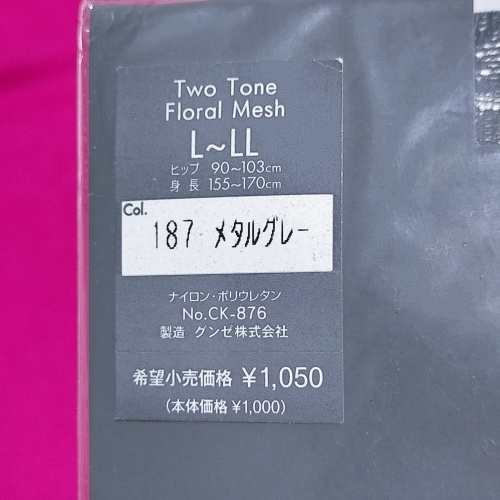 Two Tone
Floral Mesh
L~LL
ヒップ 90~103cm
身長 155~170cm
Col.
187 メタルグレー
ナイロン・ポリウレタン
No.CK-876
製造 グンゼ株式会社
希望小売価格 ¥1,050
(本体価格 ¥1,000)